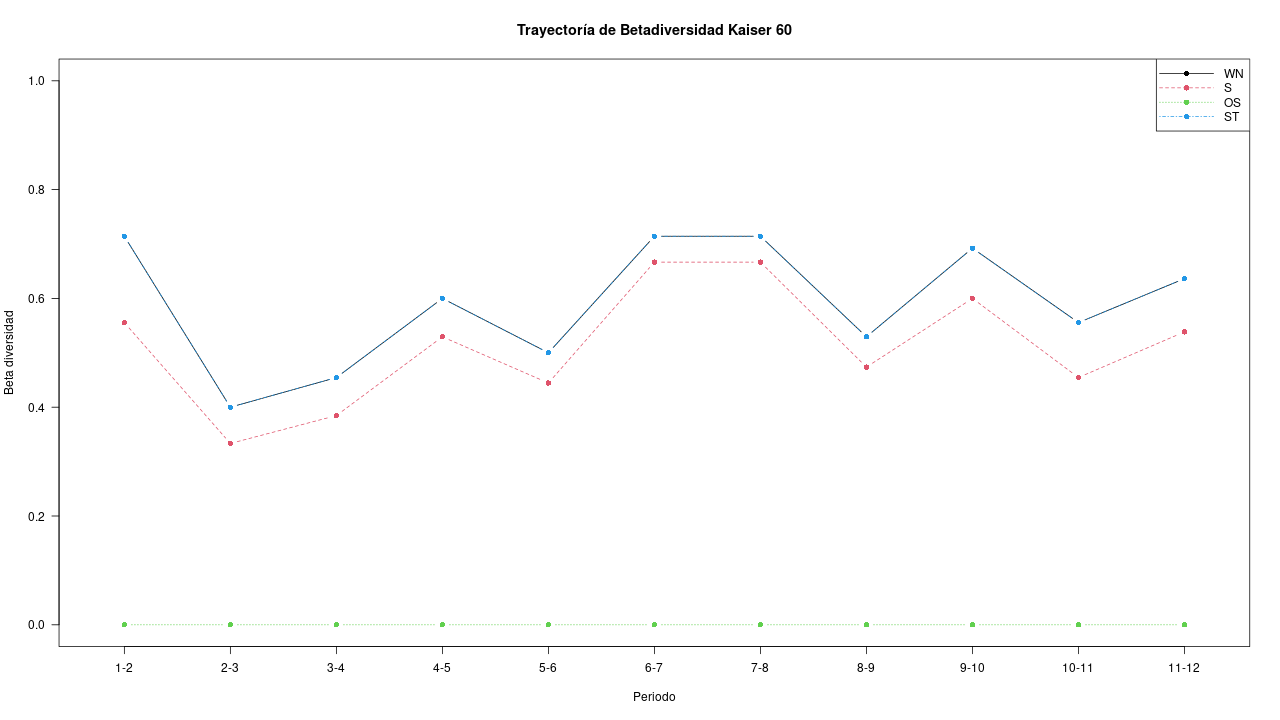 Trayectoría de Betadiversidad Kaiser 60
WN
S
OS
ST
1.0
0.8
0.6
0.4
0.2
0.0
Beta diversidad
1-2 2-3 3-4 4-5 5-6 6-7 7-8 8-9 9-10 10-11 11-12
Periodo